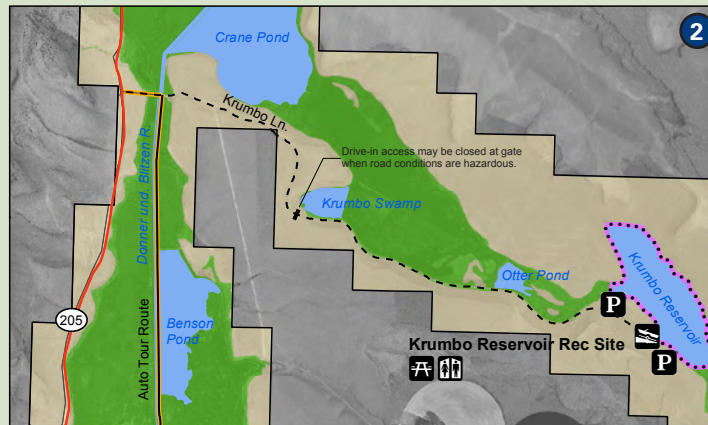 2
Crane Pond
Krumbo Ln.
Donner und. Blitzen R.
Drive-in access may be closed at gate
when road conditions are hazardous.
Krumbo Swamp
Otter Pond
Krumbo Reservoir
P
205
Auto Tour Route
Benson
Pond
Krumbo Reservoir Rec Site
P